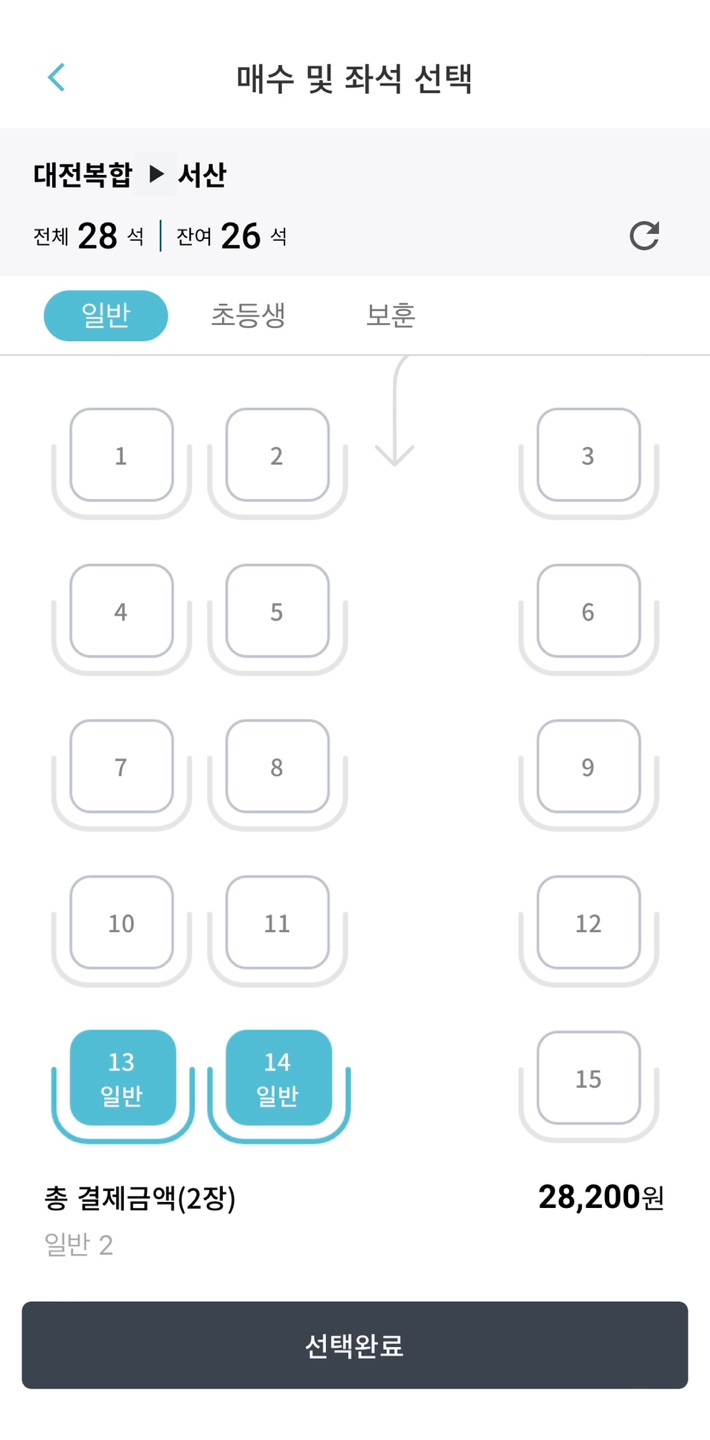 매수 및 좌석 선택
대전복합 ▶ 서산
전체 28 석 | 잔여 26 석
일반 초등생 보훈
1 2 3
4 5 6
7 8 9
10 11 12
13 일반 14 일반 15
총 결제금액(2장) 28,200원
일반 2
선택완료